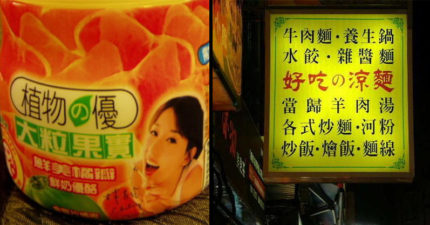 植物の優
大粒果實
鮮美橘瓣
鮮奶優酪
牛肉麵·養生鍋
水餃·雜醬麵
好吃の涼麵
當歸羊肉湯
各式炒麵·河粉
炒飯·燴飯·麵線